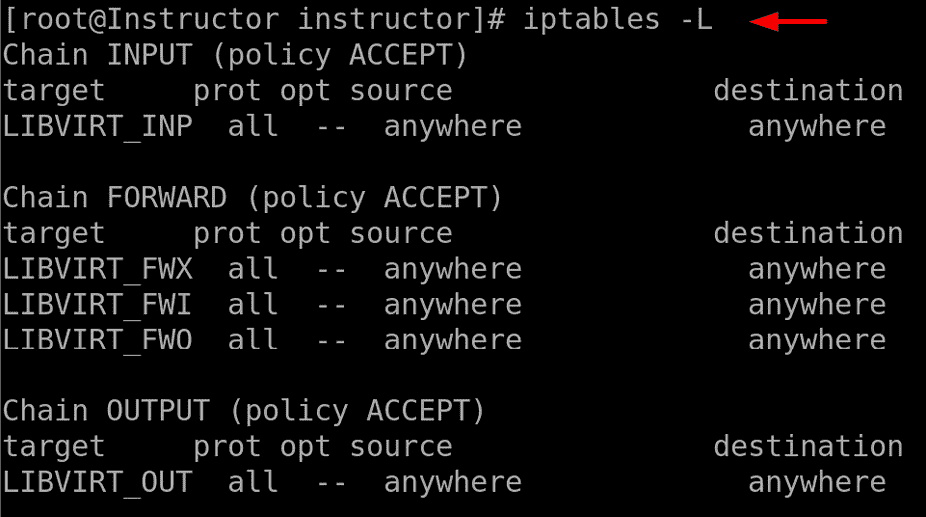 [root@Instructor instructor]# iptables -L
Chain INPUT (policy ACCEPT)
target     prot opt source               destination
LIBVIRT_INP  all  --  anywhere             anywhere
Chain FORWARD (policy ACCEPT)
target     prot opt source               destination
LIBVIRT_FWX  all  --  anywhere             anywhere
LIBVIRT_FWI  all  --  anywhere             anywhere
LIBVIRT_FWO  all  --  anywhere             anywhere
Chain OUTPUT (policy ACCEPT)
target     prot opt source               destination
LIBVIRT_OUT  all  --  anywhere             anywhere